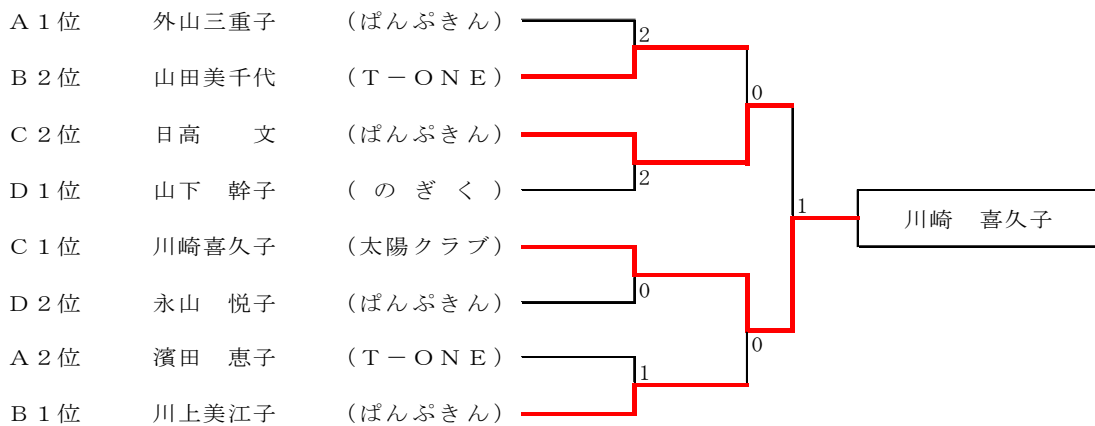 A1位 外山三重子 (ぱんぷきん)
2
B2位 山田美千代 (T-ONE)
0
C2位 日高 文 (ぱんぷきん)
2
D1位 山下 幹子 (のぎく)
1
川崎 喜久子
C1位 川崎喜久子 (太陽クラブ)
0
D2位 永山 悦子 (ぱんぷきん)
0
A2位 濱田 恵子 (T-ONE)
1
B1位 川上美江子 (ぱんぷきん)